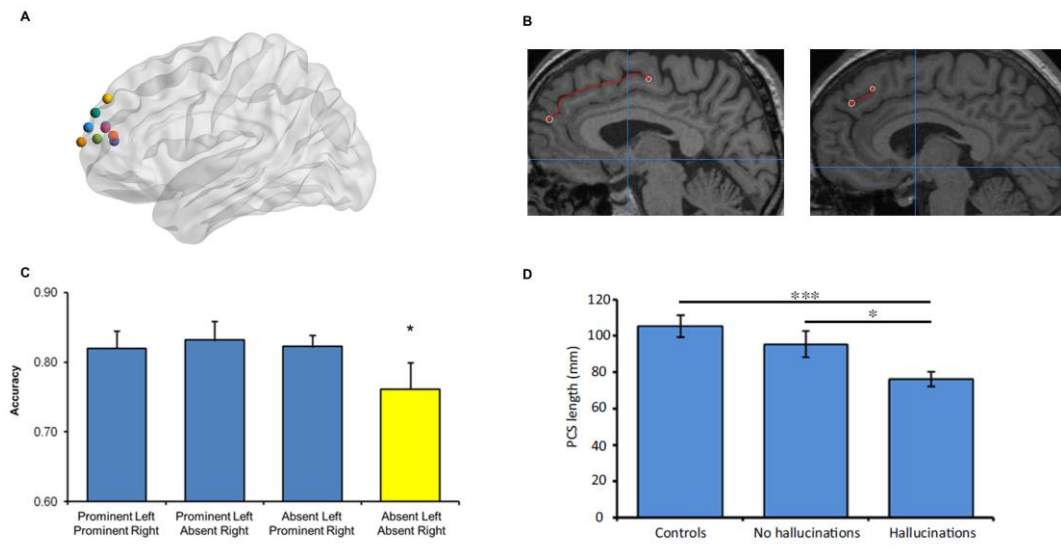 A
B
C
0.90
0.80
0.70
0.60
Accuracy
*
Prominent Left
Prominent Right
Prominent Left
Absent Right
Absent Left
Prominent Right
Absent Left
Absent Right
D
120
100
80
60
40
20
0
PCS length (mm)
***
*
Controls
No hallucinations
Hallucinations